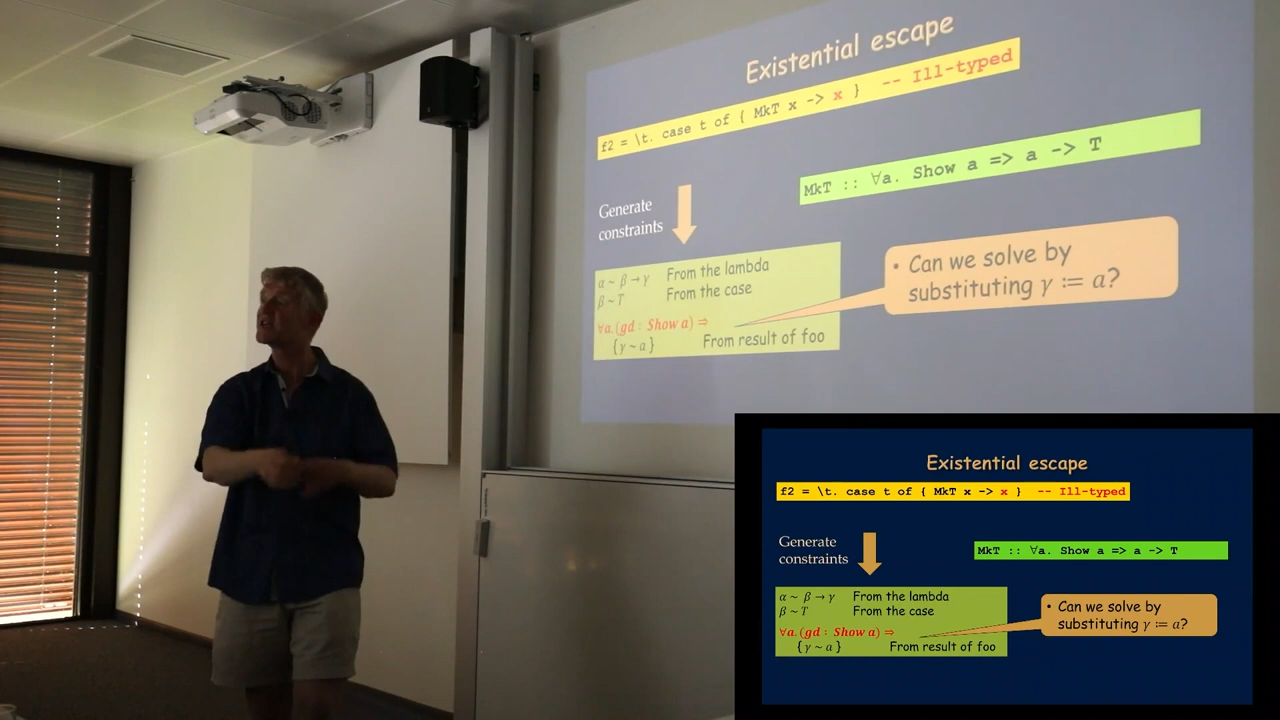 Existential escape
f2 = \t. case t of { MkT x -> x }  -- Ill-typed
MkT :: ∀a. Show a => a -> T
Generate
constraints
α ~ β → γ From the lambda
β ~ T From the case
∀a.(gd : Show a) ⇒
{ γ ~ a } From result of foo
• Can we solve by
substituting γ := a?
Existential escape
f2 = \t. case t of { MkT x -> x }  -- Ill-typed
Generate
constraints
MkT :: ∀a. Show a => a -> T
α ~ β → γ From the lambda
β ~ T From the case
∀a.(gd : Show a) ⇒
{ γ ~ a } From result of foo
• Can we solve by
substituting γ := a?